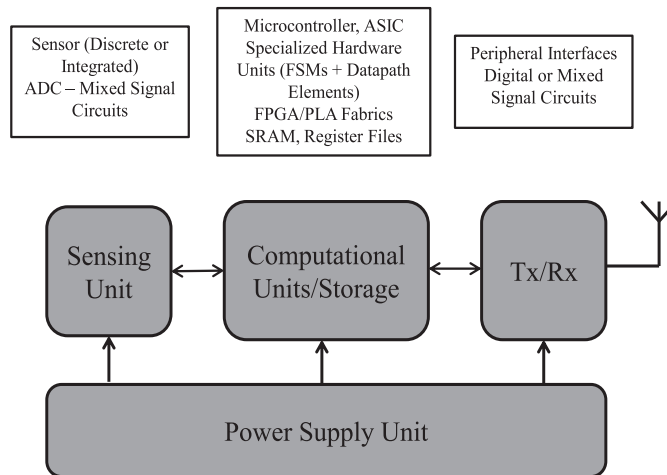 Sensor (Discrete or
Integrated)
ADC – Mixed Signal
Circuits
Microcontroller, ASIC
Specialized Hardware
Units (FSMs + Datapath
Elements)
FPGA/PLA Fabrics
SRAM, Register Files
Peripheral Interfaces
Digital or Mixed
Signal Circuits
Sensing
Unit
Computational
Units/Storage
Tx/Rx
Power Supply Unit